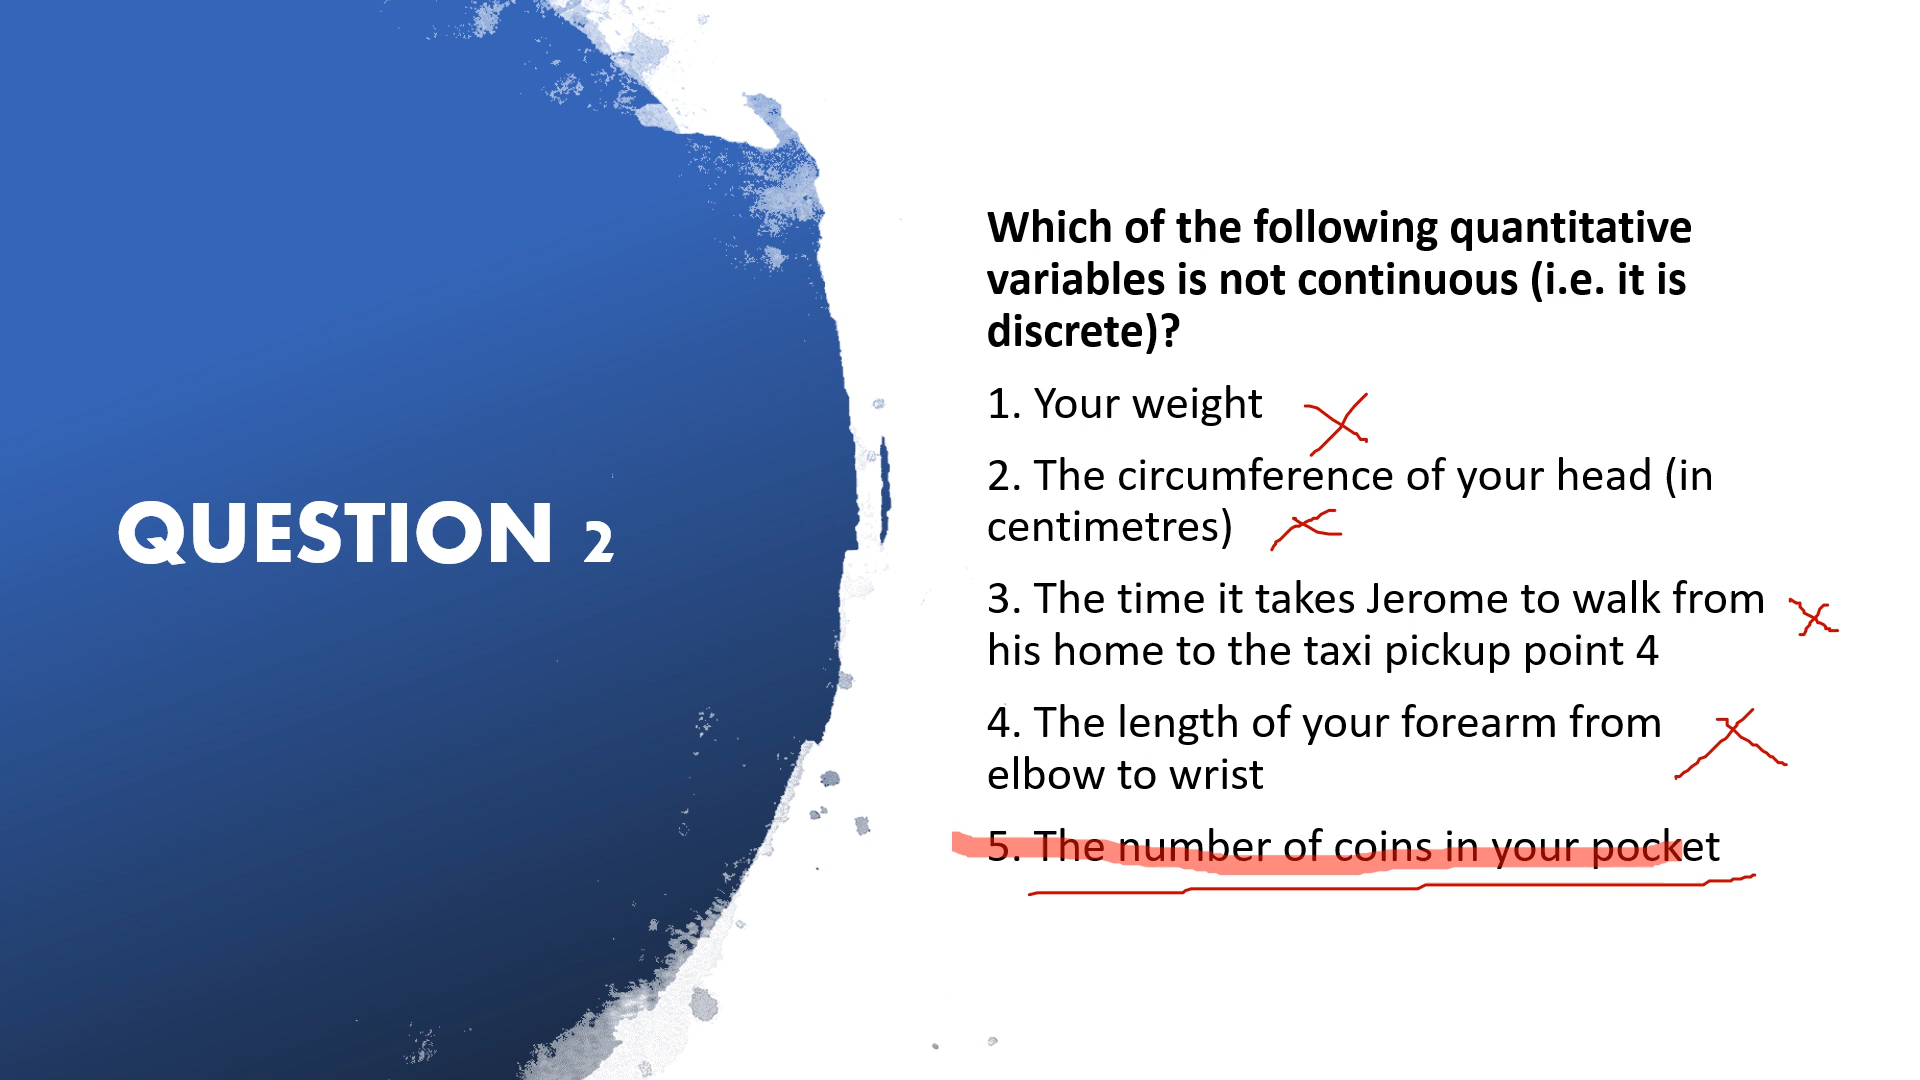 QUESTION 2
Which of the following quantitative
variables is not continuous (i.e. it is
discrete)?
1. Your weight
2. The circumference of your head (in
centimetres)
3. The time it takes Jerome to walk from
his home to the taxi pickup point 4
4. The length of your forearm from
elbow to wrist
5. The number of coins in your pocket